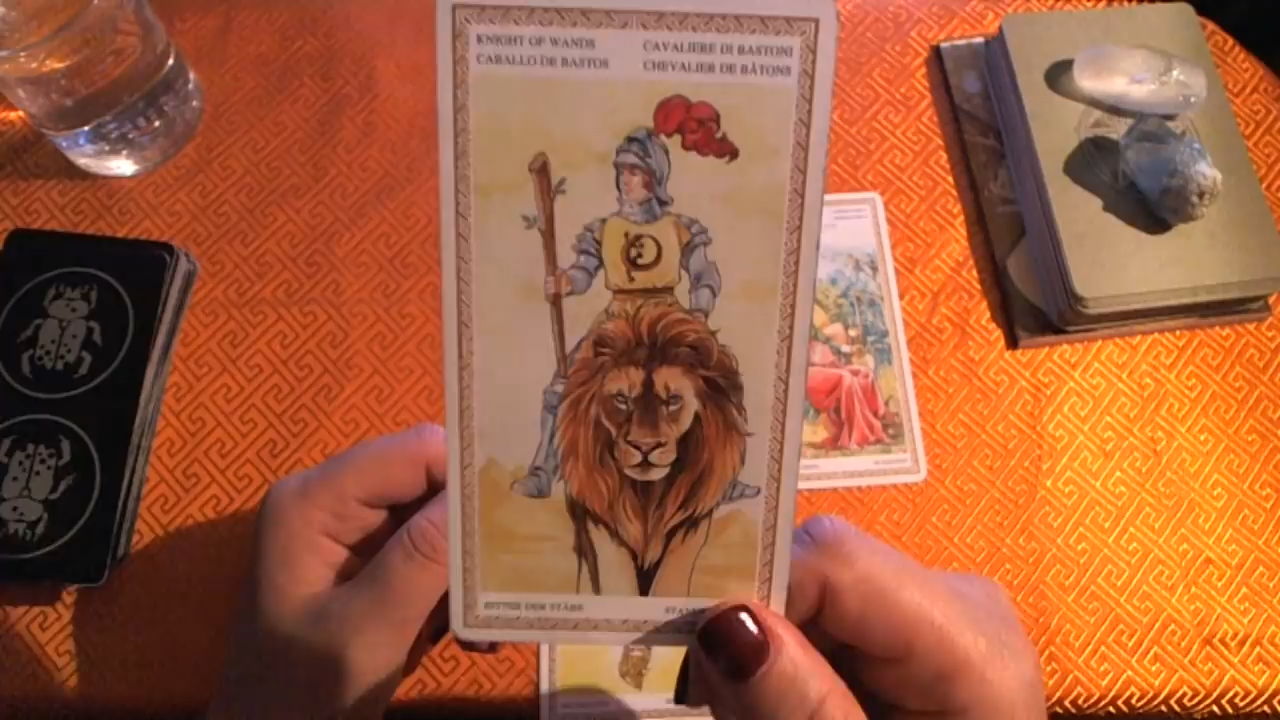 KNIGHT OF WANDS
CABALLO DE BASTOS
CAVALIERE DI BASTONI
CHEVALIER DE BÂTONS
RITTER DER STÄBE